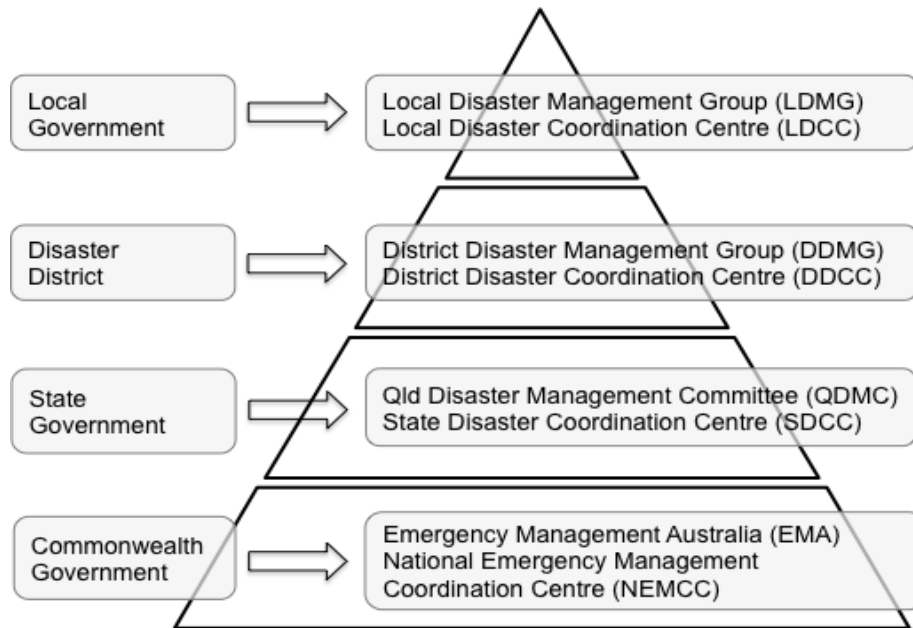 Local
Government
Local Disaster Management Group (LDMG)
Local Disaster Coordination Centre (LDCC)
Disaster
District
District Disaster Management Group (DDMG)
District Disaster Coordination Centre (DDCC)
State
Government
Qld Disaster Management Committee (QDMC)
State Disaster Coordination Centre (SDCC)
Commonwealth
Government
Emergency Management Australia (EMA)
National Emergency Management
Coordination Centre (NEMCC)